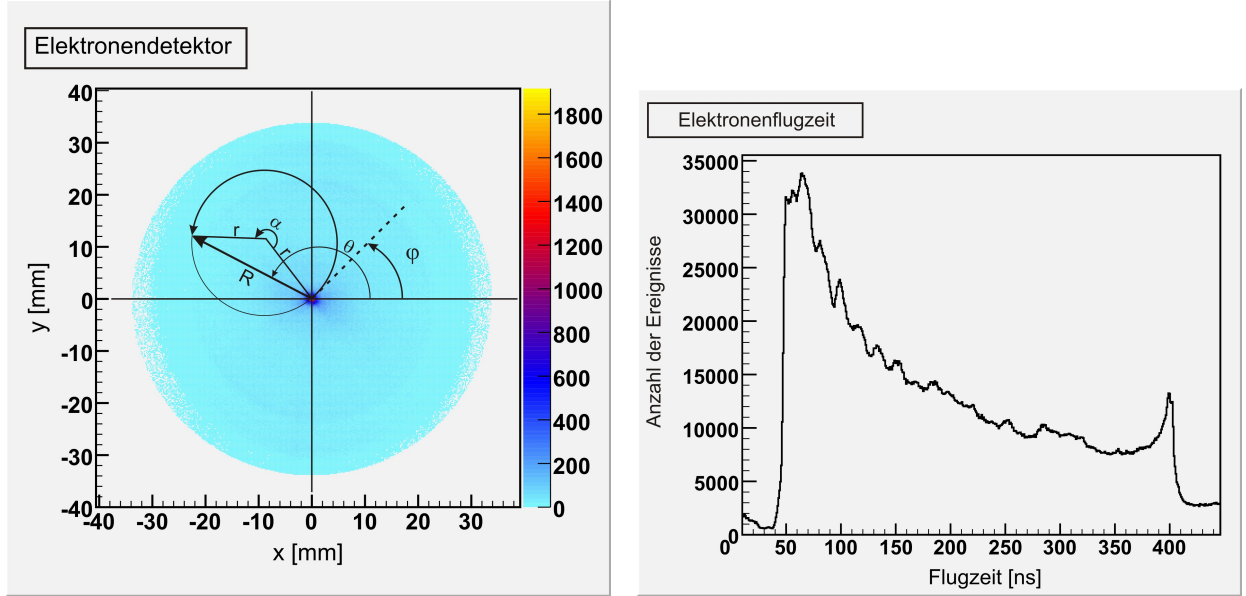 Elektronendetektor
40
30
20
10
0
-10
-20
-30
-40
y [mm]
-40 -30 -20 -10 0 10 20 30
x [mm]
r
α
r
R
θ
φ
1800
1600
1400
1200
1000
800
600
400
200
0
Elektronenflugzeit
35000
30000
25000
20000
15000
10000
5000
0
Anzahl der Ereignisse
50 100 150 200 250 300 350 400
Flugzeit [ns]